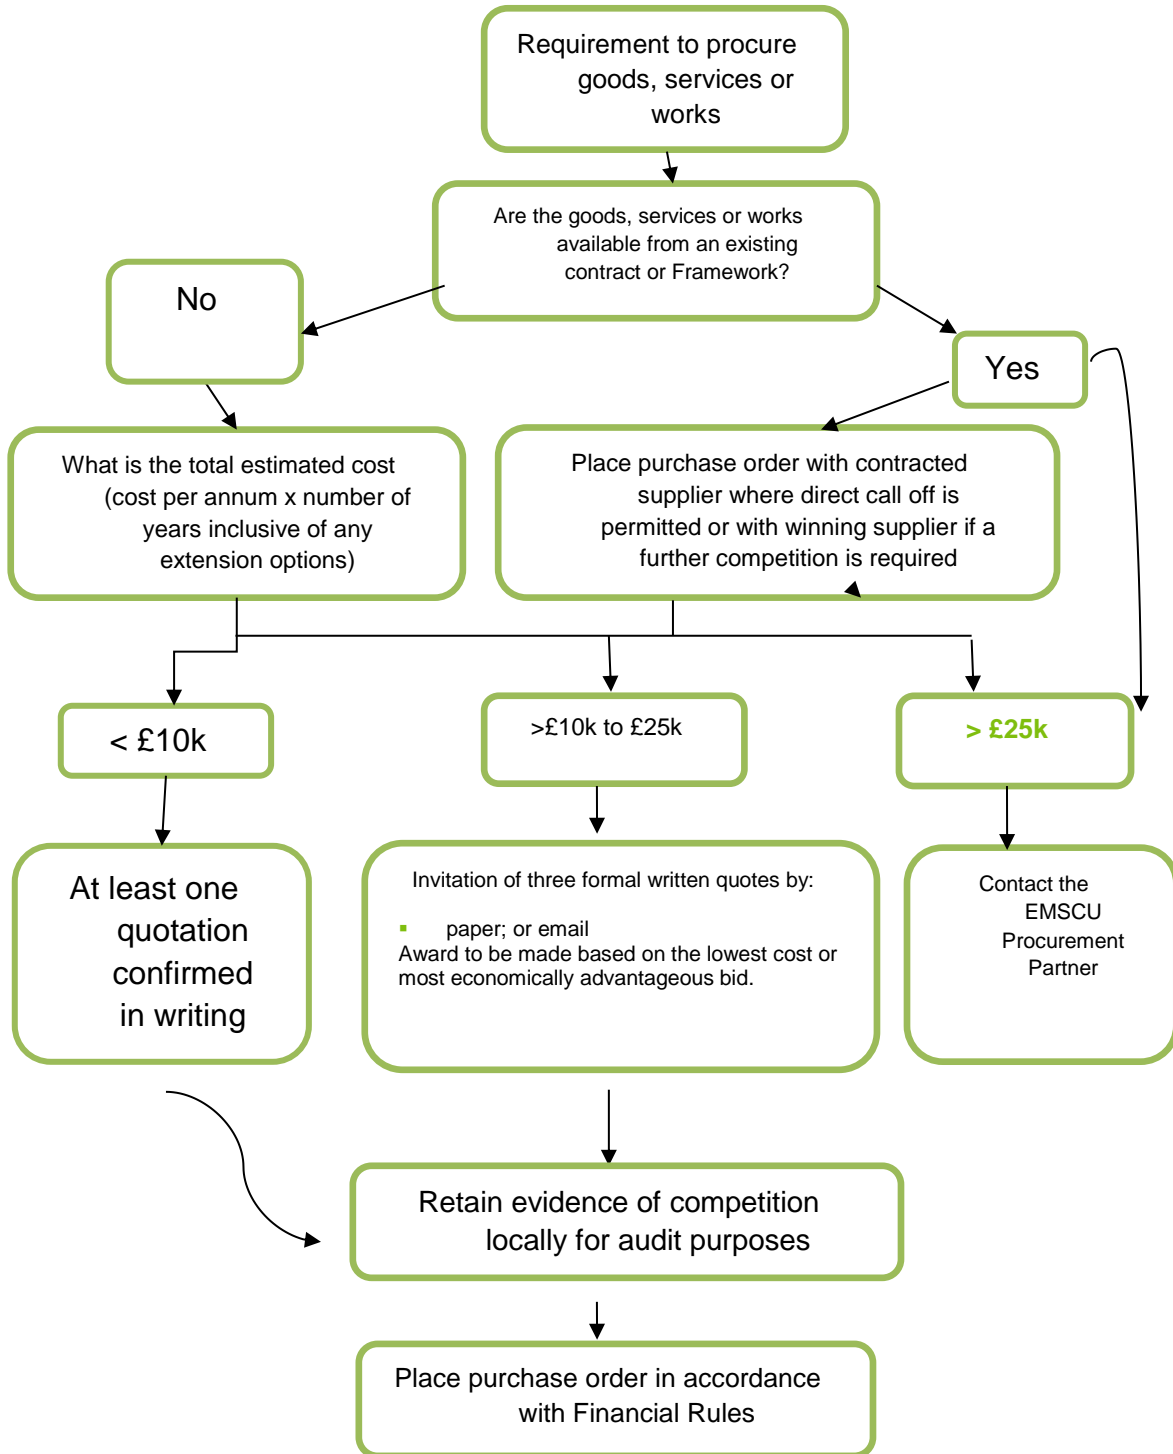 Requirement to procure
goods, services or
works
Are the goods, services or works
available from an existing
contract or Framework?
No
Yes
What is the total estimated cost
(cost per annum x number of
years inclusive of any
extension options)
Place purchase order with contracted
supplier where direct call off is
permitted or with winning supplier if a
further competition is required
< £10k
>£10k to £25k
> £25k
At least one
quotation
confirmed
in writing
Invitation of three formal written quotes by:
▪ paper; or email
Award to be made based on the lowest cost or
most economically advantageous bid.
Contact the
EMSCU
Procurement
Partner
Retain evidence of competition
locally for audit purposes
Place purchase order in accordance
with Financial Rules